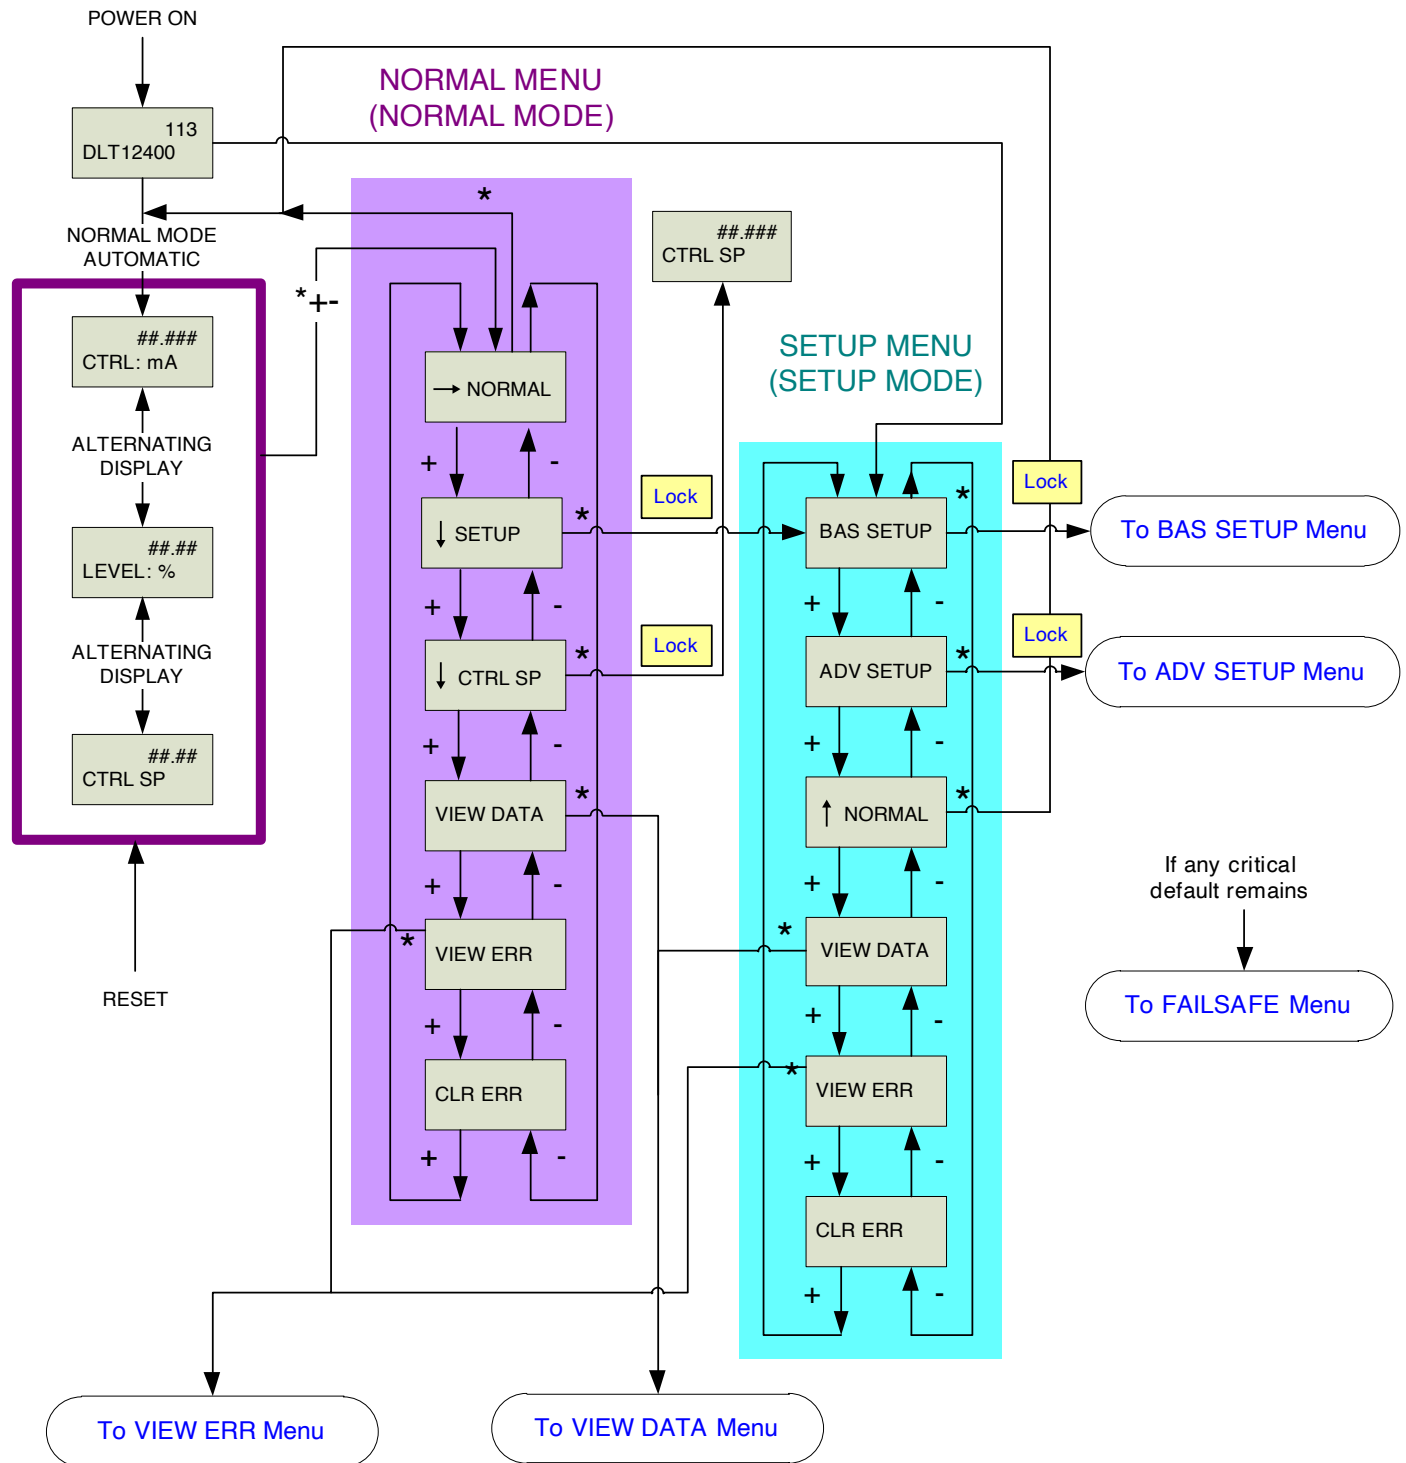 POWER ON
113
DLT12400
NORMAL MODE
AUTOMATIC
##.###
CTRL: mA
ALTERNATING
DISPLAY
##.##
LEVEL: %
ALTERNATING
DISPLAY
##.##
CTRL SP
RESET
*+-
NORMAL MENU
(NORMAL MODE)
*
→ NORMAL
+ -
↓ SETUP
*
Lock
+ -
↓ CTRL SP
*
Lock
+ -
VIEW DATA
*
+ -
*
VIEW ERR
+ -
CLR ERR
+ -
##.###
CTRL SP
SETUP MENU
(SETUP MODE)
BAS SETUP
*
Lock
To BAS SETUP Menu
+ -
ADV SETUP
*
Lock
To ADV SETUP Menu
+ -
↑ NORMAL
*
+ -
*
VIEW DATA
+ -
*
VIEW ERR
+ -
CLR ERR
+ -
If any critical
default remains
To FAILSAFE Menu
To VIEW ERR Menu
To VIEW DATA Menu